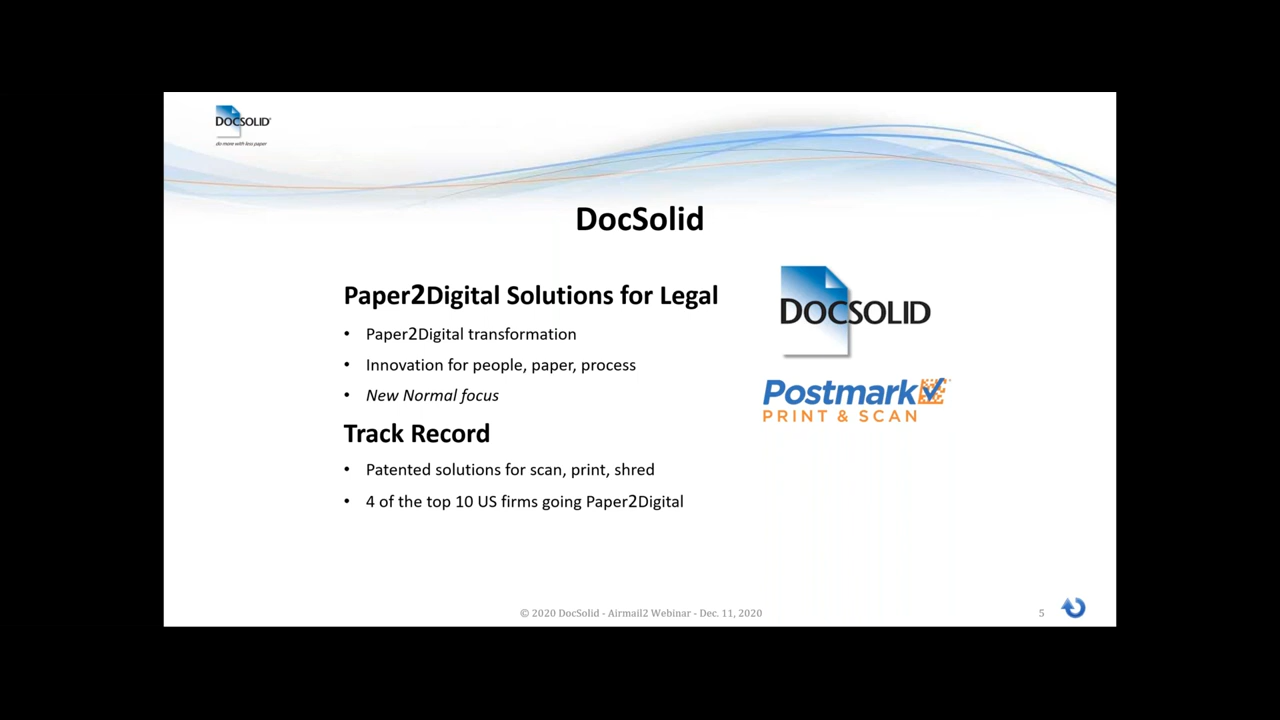 DOCSOLID
do more with less paper
DocSolid
Paper2Digital Solutions for Legal
• Paper2Digital transformation
• Innovation for people, paper, process
• New Normal focus
Track Record
• Patented solutions for scan, print, shred
• 4 of the top 10 US firms going Paper2Digital
DOCSOLID
Postmark
PRINT & SCAN
© 2020 DocSolid - Airmail2 Webinar - Dec. 11, 2020
5